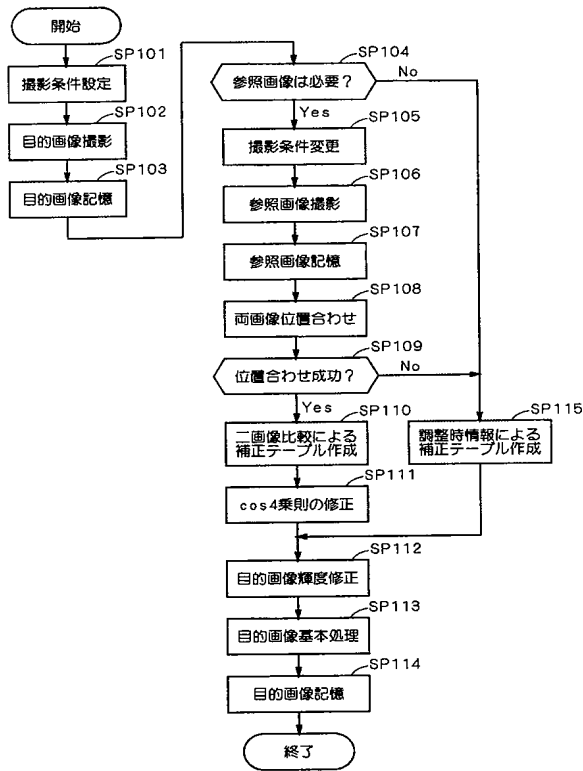 開始
SP101
撮影条件設定
SP102
目的画像撮影
SP103
目的画像記憶
SP104
参照画像は必要？
No
Yes
SP105
撮影条件変更
SP106
参照画像撮影
SP107
参照画像記憶
SP108
両画像位置合わせ
SP109
位置合わせ成功？
No
Yes
SP110
二画像比較による
補正テーブル作成
SP115
調整時情報による
補正テーブル作成
SP111
cos4乗則の修正
SP112
目的画像輝度修正
SP113
目的画像基本処理
SP114
目的画像記憶
終了